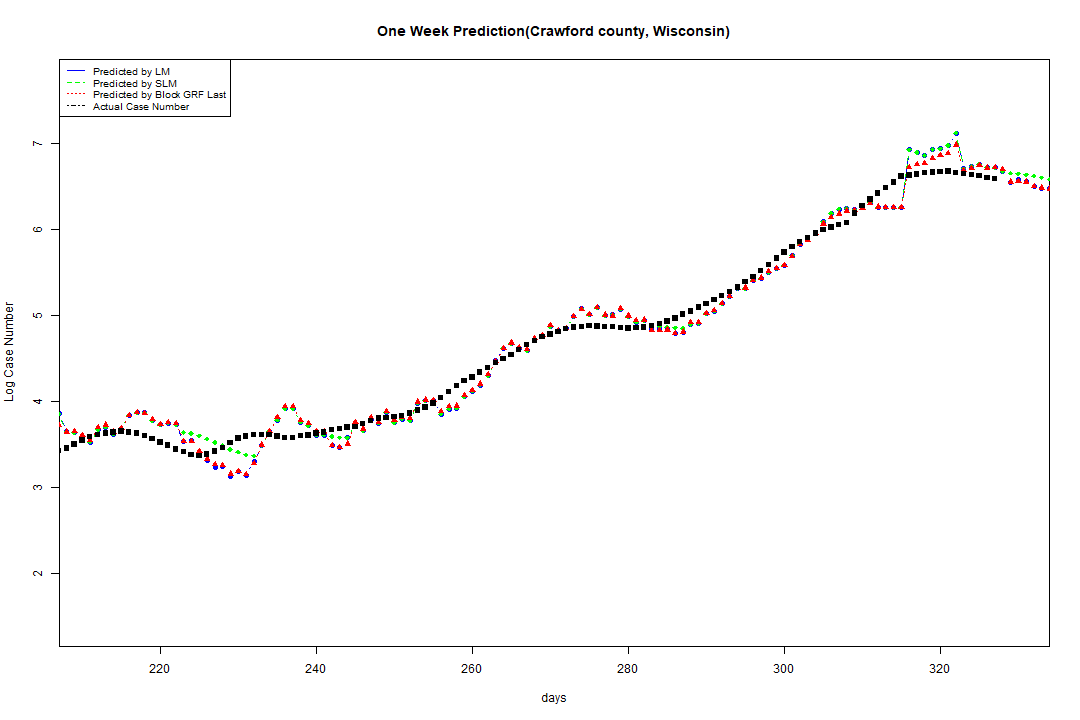 One Week Prediction(Crawford county, Wisconsin)
Predicted by LM
Predicted by SLM
Predicted by Block GRF Last
Actual Case Number
7
6
5
4
3
2
Log Case Number
220 240 260 280 300 320
days